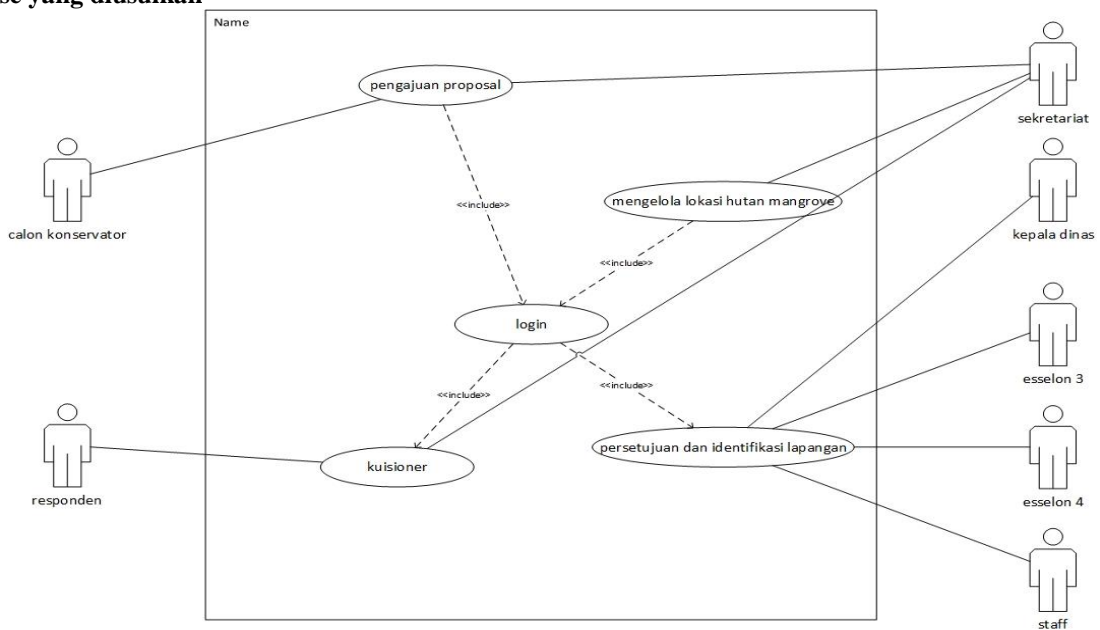 se yang diusulkan
Name
pengajuan proposal
sekretariat
calon konservator
<<include>>
mengelola lokasi hutan mangrove
kepala dinas
<<include>>
login
<<include>>
<<include>>
esselon 3
kuisioner
persetujuan dan identifikasi lapangan
responden
esselon 4
staff